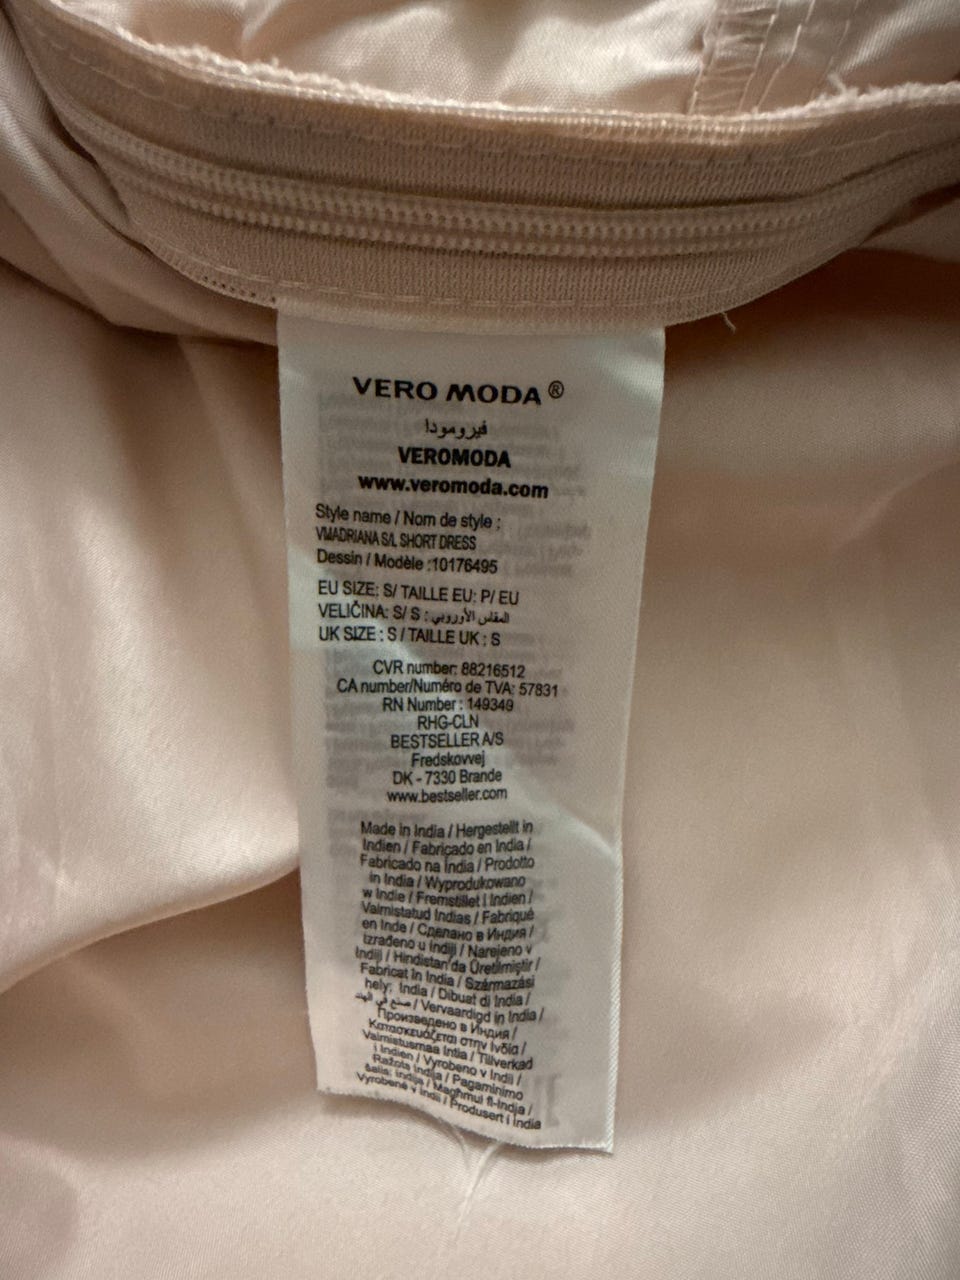 VERO MODA®
فيرومودا
VEROMODA
www.veromoda.com
Style name / Nom de style :
VMADRIANA S/L SHORT DRESS
Dessin / Modèle :10176495
EU SIZE: S/ TAILLE EU: P/ EU
VELIČINA: S/ S : المقاس الأوروبي
UK SIZE : S / TAILLE UK : S
CVR number: 88216512
CA number/Numéro de TVA: 57831
RN Number : 149349
RHG-CLN
BESTSELLER A/S
Fredskovvej
DK - 7330 Brande
www.bestseller.com
Made in India / Hergestellt in
Indien / Fabricado en India /
Fabricado na Índia / Prodotto
in India / Wyprodukowano
w Indie / Fremstillet i Indien /
Valmistatud Indias / Fabriqué
en Inde / Сделано в Индия /
Izrađeno u Indiji / Narejeno v
Indiji / Hindistan'da Üretilmiştir /
Fabricat în India / Származási
hely: India / Dibuat di India /
صنع في الهند / Vervaardigd in India /
Произведено в Индия /
Κατασκευάζεται στην Ινδία /
Valmistusmaa Intia / Tillverkad
i Indien / Vyrobeno v Indii /
Ražots Indija / Pagaminimo
šalis: Indija / Magħmul fl-Indja /
Vyrobené v Indii / Produsert i India